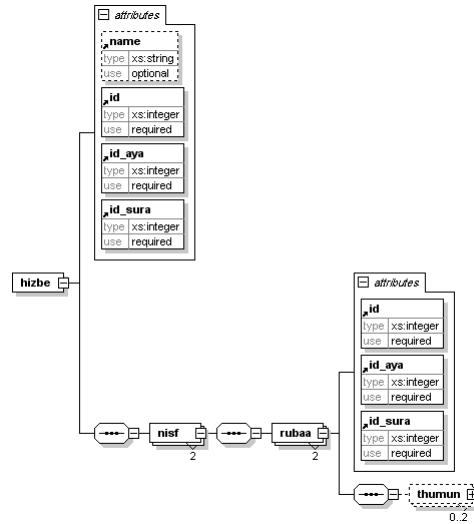 attributes
name
type xs:string
use optional
id
type xs:integer
use required
id_aya
type xs:integer
use required
id_sura
type xs:integer
use required
hizbe
attributes
id
type xs:integer
use required
id_aya
type xs:integer
use required
id_sura
type xs:integer
use required
nisf
2
rubaa
2
thumun
0..2